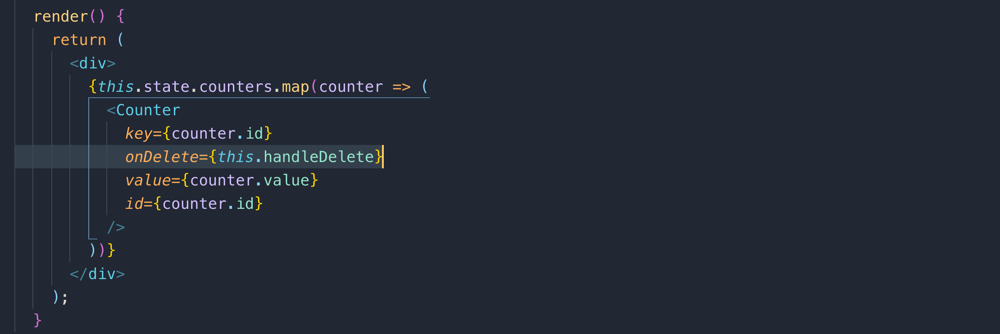 render() {
return (
<div>
{this.state.counters.map(counter => (
<Counter
key={counter.id}
onDelete={this.handleDelete}
value={counter.value}
id={counter.id}
/>
))}
</div>
);
}